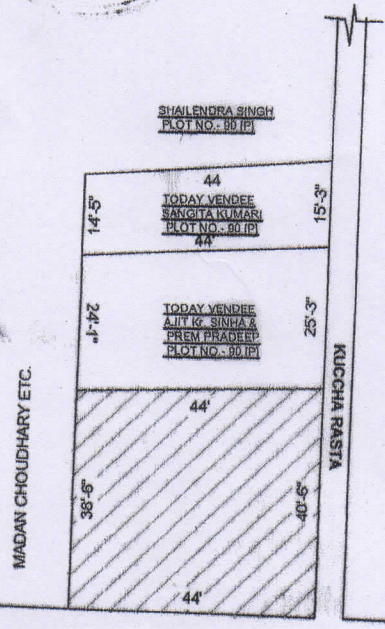 SHAILENDRA SINGH
PLOT NO.- 90 (P)
44
14'-5"
TODAY VENDEE
SANGITA KUMARI
PLOT NO.- 90 (P)
15'-3"
44'
24'-1"
TODAY VENDEE
AJIT Kr. SINHA &
PREM PRADEEP
PLOT NO.- 90 (P)
25'-3"
MADAN CHOUDHARY ETC.
KUCCHA RASTA
44'
38'-6"
40'-6"
44'